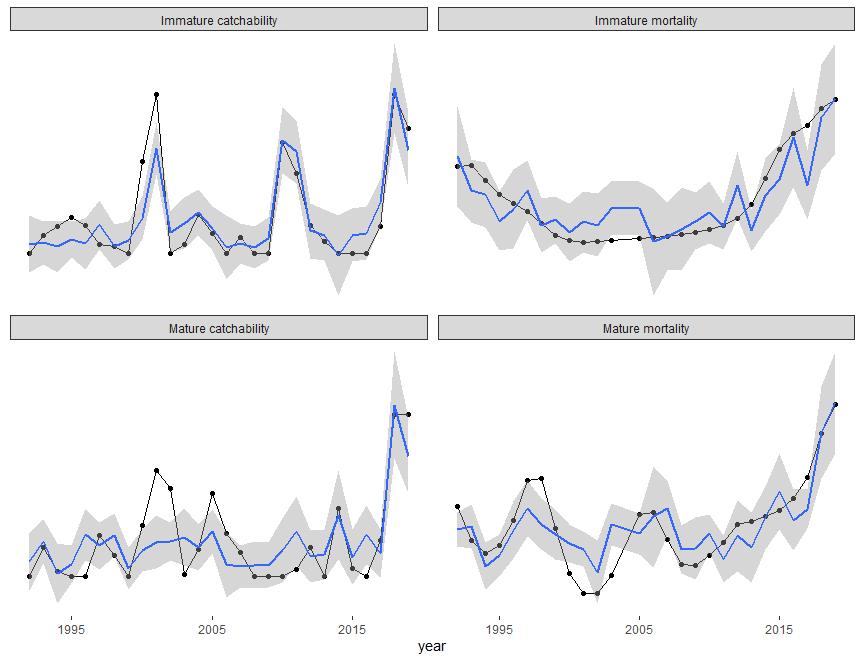 Immature catchability
Immature mortality
Mature catchability
Mature mortality
1995 2005 2015 1995 2005 2015
year